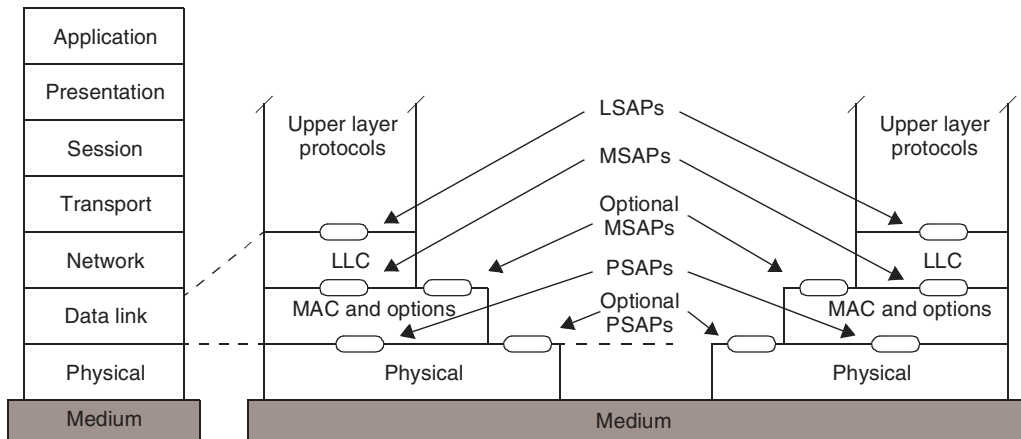 Application
Presentation
Session
Transport
Network
Data link
Physical
Medium
Upper layer
protocols
LLC
MAC and options
Physical
LSAPs
MSAPs
Optional
MSAPs
PSAPs
Optional
PSAPs
Upper layer
protocols
LLC
MAC and options
Physical
Medium